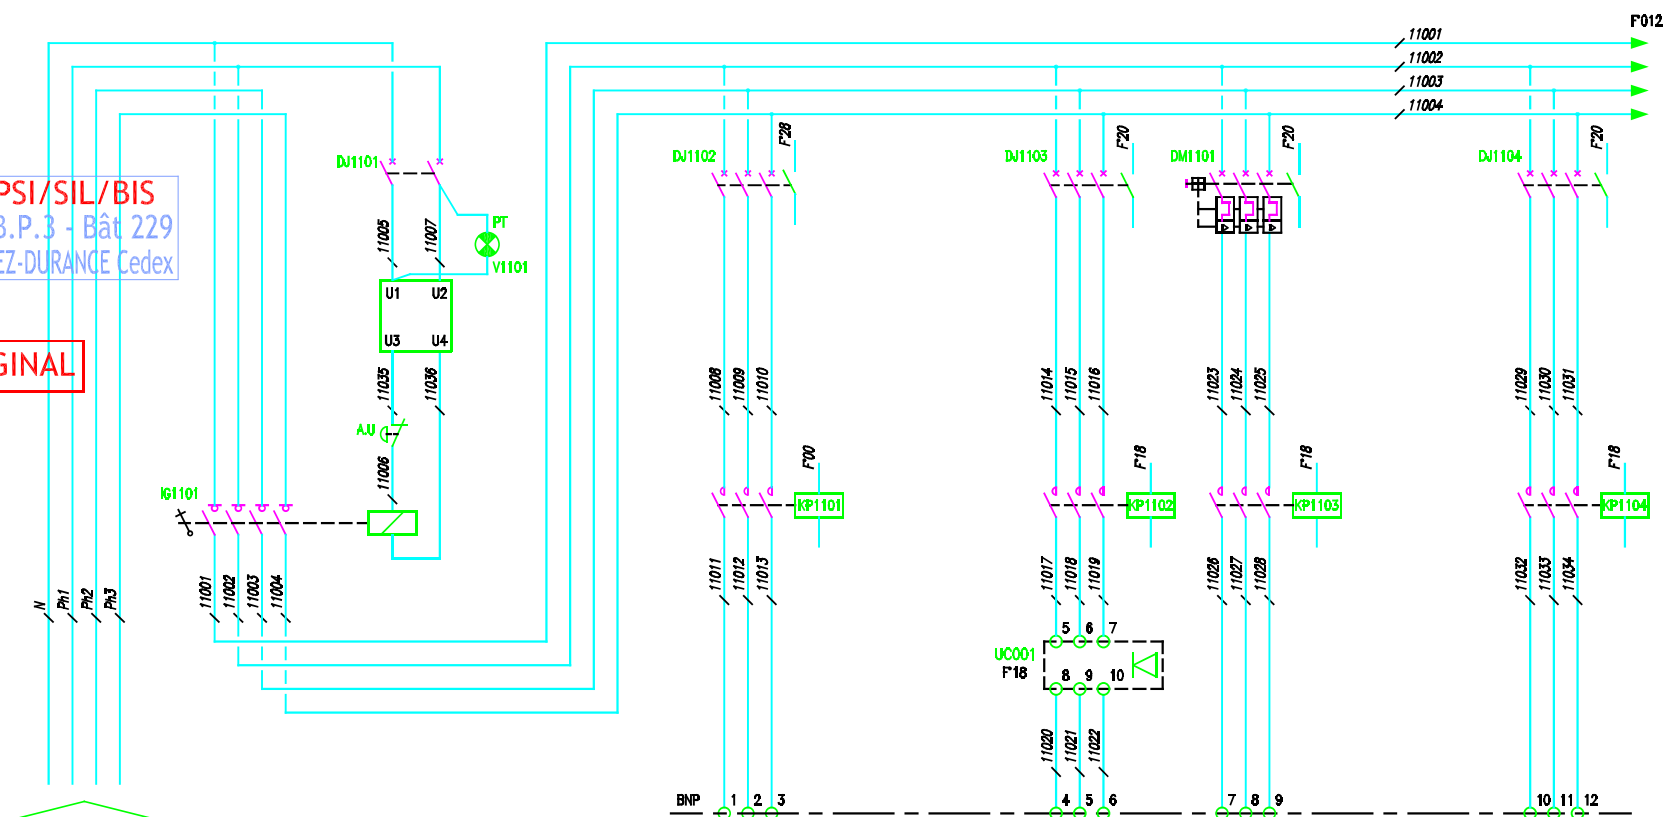 F012
11001
11002
11003
11004
DJ1101
DJ1102
F28
DJ1103
F20
DM1101
F20
DJ1104
F20
PSI/SIL/BIS
B.P.3 - Bât 229
EZ-DURANCE Cedex
11005
11007
PT
V1101
U1 U2
U3 U4
GINAL
11035
11036
11008
11009
11010
11014
11015
11016
11023
11024
11025
11029
11030
11031
A.U
11006
F00
F18
F18
F18
IG1101
KP1101
KP1102
KP1103
KP1104
N
Ph1
Ph2
Ph3
11001
11002
11003
11004
11011
11012
11013
11017
11018
11019
11026
11027
11028
11032
11033
11034
5 6 7
UC001
F18
8 9 10
11020
11021
11022
BNP 1 2 3 4 5 6 7 8 9 10 11 12